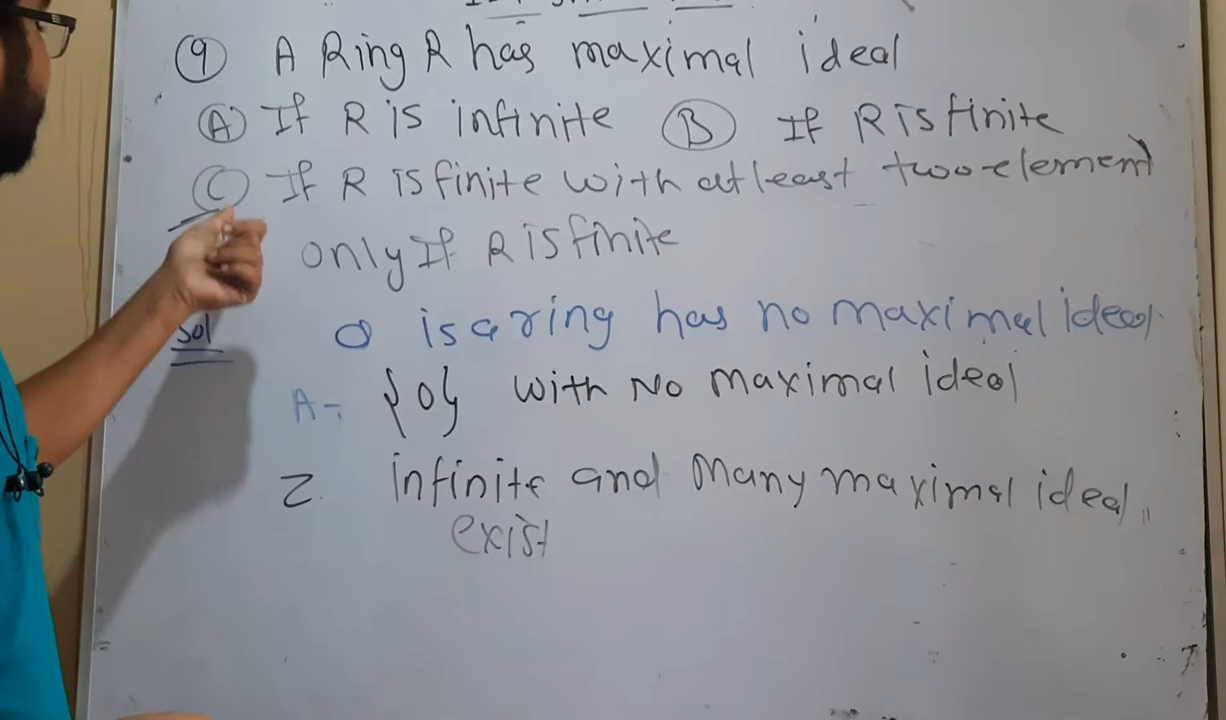 9 A Ring R has maximal ideal
A If R is infinite B If R is finite
C If R is finite with at least two element
only If R is finite
Sol 0 is a ring has no maximal ideal.
A = {0} with No maximal ideal
Z infinite and Many maximal ideal
exist